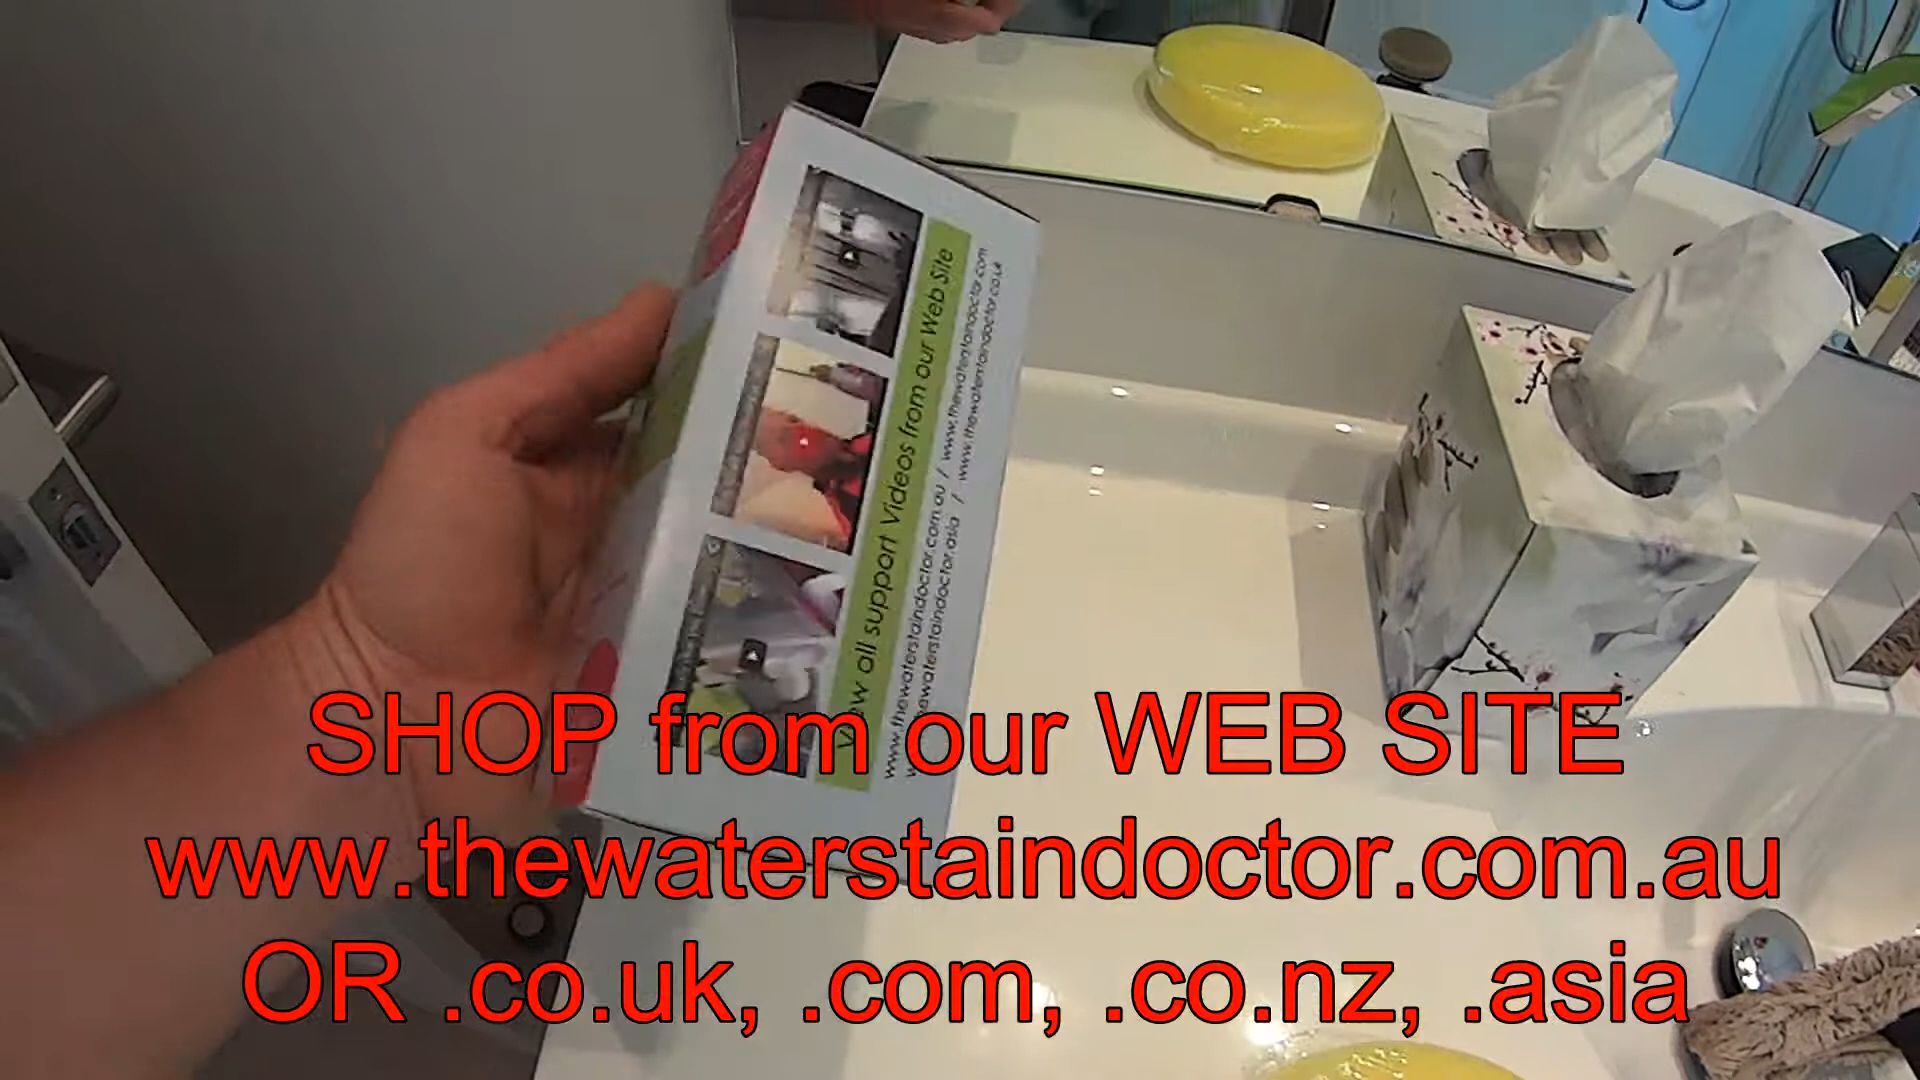 View all support Videos from our Web Site
www.thewaterstaindoctor.com.au / www.thewaterstaindoctor.com
www.thewaterstaindoctor.asia / www.thewaterstaindoctor.co.uk
SHOP from our WEB SITE
www.thewaterstaindoctor.com.au
OR .co.uk, .com, .co.nz, .asia